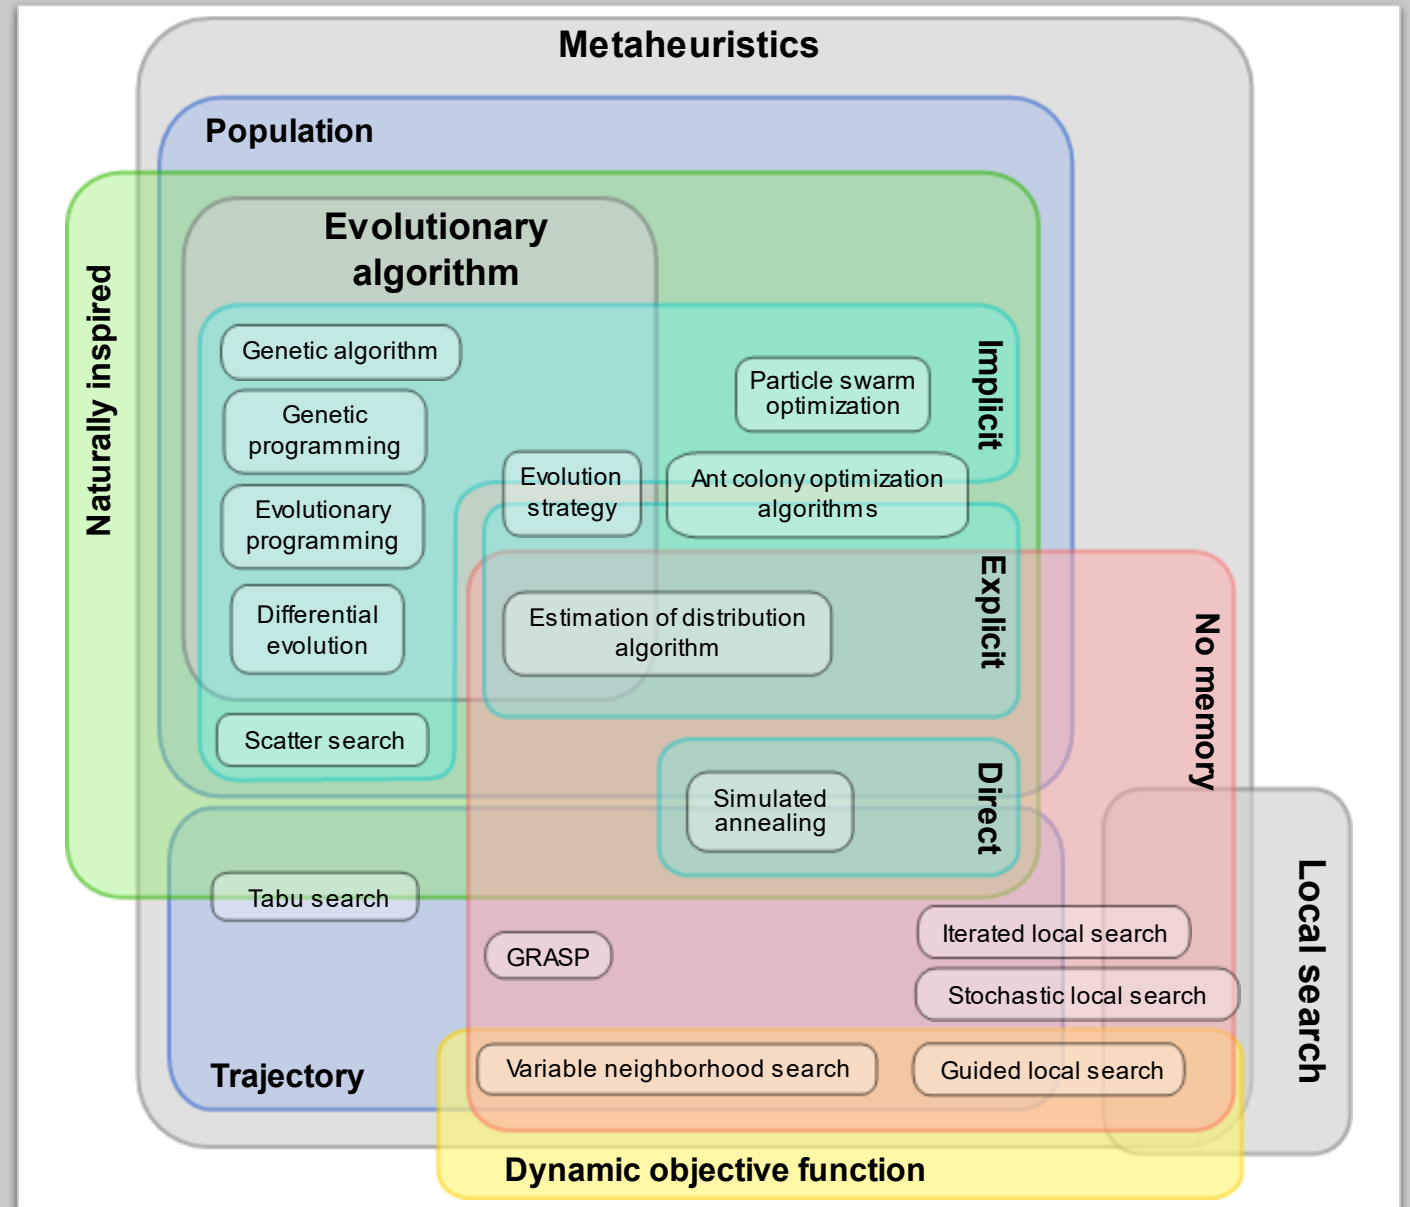 Metaheuristics
Population
Naturally inspired
Evolutionary
algorithm
Implicit
Genetic algorithm
Particle swarm
optimization
Genetic
programming
Evolution
strategy
Ant colony optimization
algorithms
Evolutionary
programming
Explicit
Differential
evolution
Estimation of distribution
algorithm
No memory
Scatter search
Direct
Simulated
annealing
Local search
Tabu search
Iterated local search
GRASP
Stochastic local search
Trajectory
Variable neighborhood search
Guided local search
Dynamic objective function